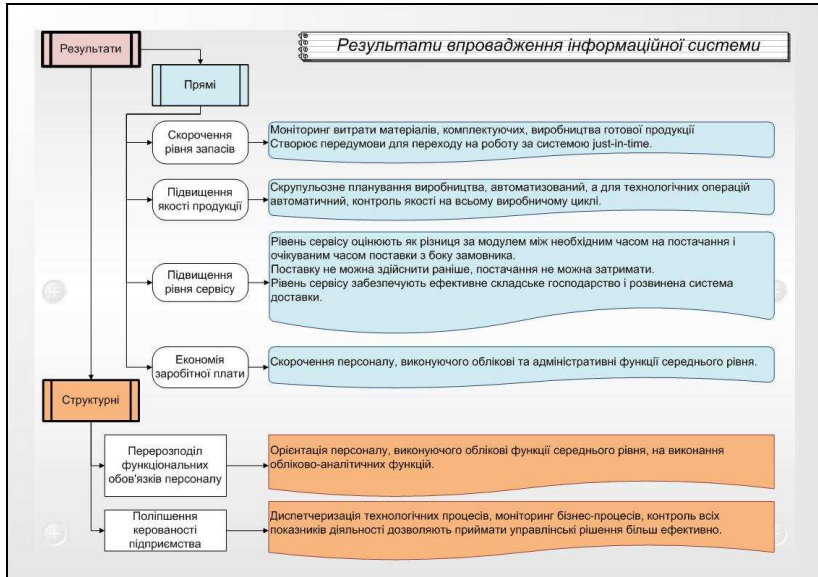 Результати
Результати впровадження інформаційної системи
Прямі
Скорочення
рівня запасів
Моніторинг витрати матеріалів, комплектуючих, виробництва готової продукції
Створює передумови для переходу на роботу за системою just-in-time.
Підвищення
якості продукції
Скрупульозне планування виробництва, автоматизований, а для технологічних операцій
автоматичний, контроль якості на всьому виробничому циклі.
Підвищення
рівня сервісу
Рівень сервісу оцінюють як різниця за модулем між необхідним часом на постачання і
очікуваним часом поставки з боку замовника.
Поставку не можна здійснити раніше, постачання не можна затримати.
Рівень сервісу забезпечують ефективне складське господарство і розвинена система
доставки.
Економія
заробітної плати
Скорочення персоналу, виконуючого облікові та адміністративні функції середнього рівня.
Структурні
Перерозподіл
функціональних
обов'язків персоналу
Орієнтація персоналу, виконуючого облікові функції середнього рівня, на виконання
обліково-аналітичних функцій.
Поліпшення
керованості
підприємства
Диспетчеризація технологічних процесів, моніторинг бізнес-процесів, контроль всіх
показників діяльності дозволяють приймати управлінські рішення більш ефективно.